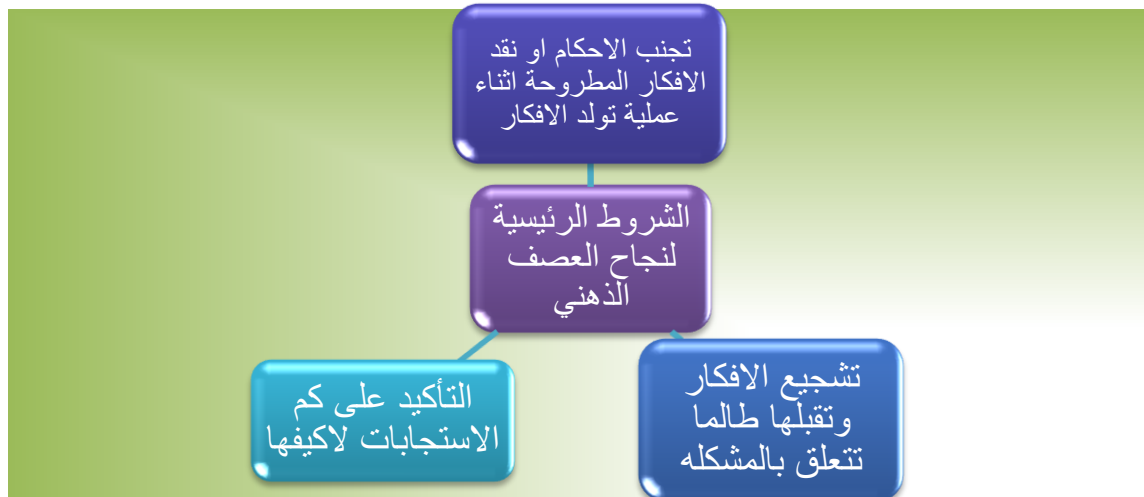 تجنب الاحكام او نقد
الافكار المطروحة اثناء
عملية تولد الافكار
الشروط الرئيسية
لنجاح العصف
الذهني
تشجيع الافكار
وتقبلها طالما
تتعلق بالمشكله
التأكيد على كم
الاستجابات لاكيفها